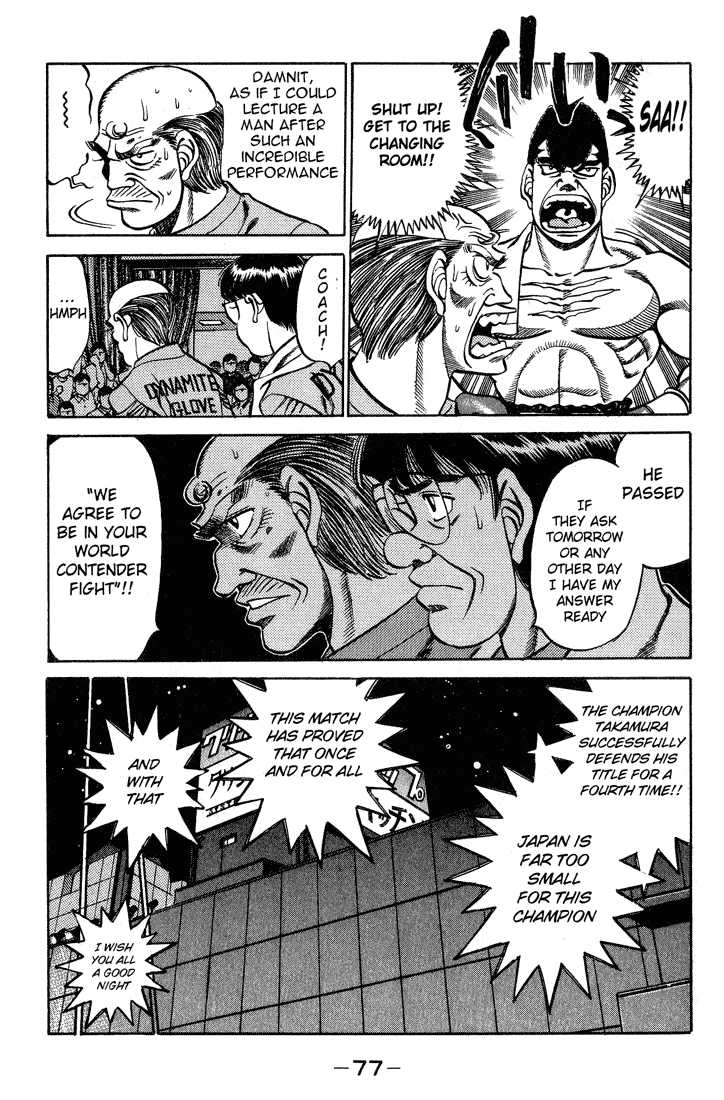 SAA!!
SHUT UP!
GET TO THE
CHANGING
ROOM!!
DAMNIT,
AS IF I COULD
LECTURE A
MAN AFTER
SUCH AN
INCREDIBLE
PERFORMANCE
COACH!
...
HMPH
DYNAMITE
GLOVE
D
HE
PASSED
IF
THEY ASK
TOMORROW
OR ANY
OTHER DAY
I HAVE MY
ANSWER
READY
"WE
AGREE TO
BE IN YOUR
WORLD
CONTENDER
FIGHT"!!
THE CHAMPION
TAKAMURA
SUCCESSFULLY
DEFENDS HIS
TITLE FOR A
FOURTH TIME!!
JAPAN IS
FAR TOO
SMALL
FOR THIS
CHAMPION
THIS MATCH
HAS PROVED
THAT ONCE
AND FOR ALL
AND
WITH
THAT
I WISH
YOU ALL
A GOOD
NIGHT
-77-